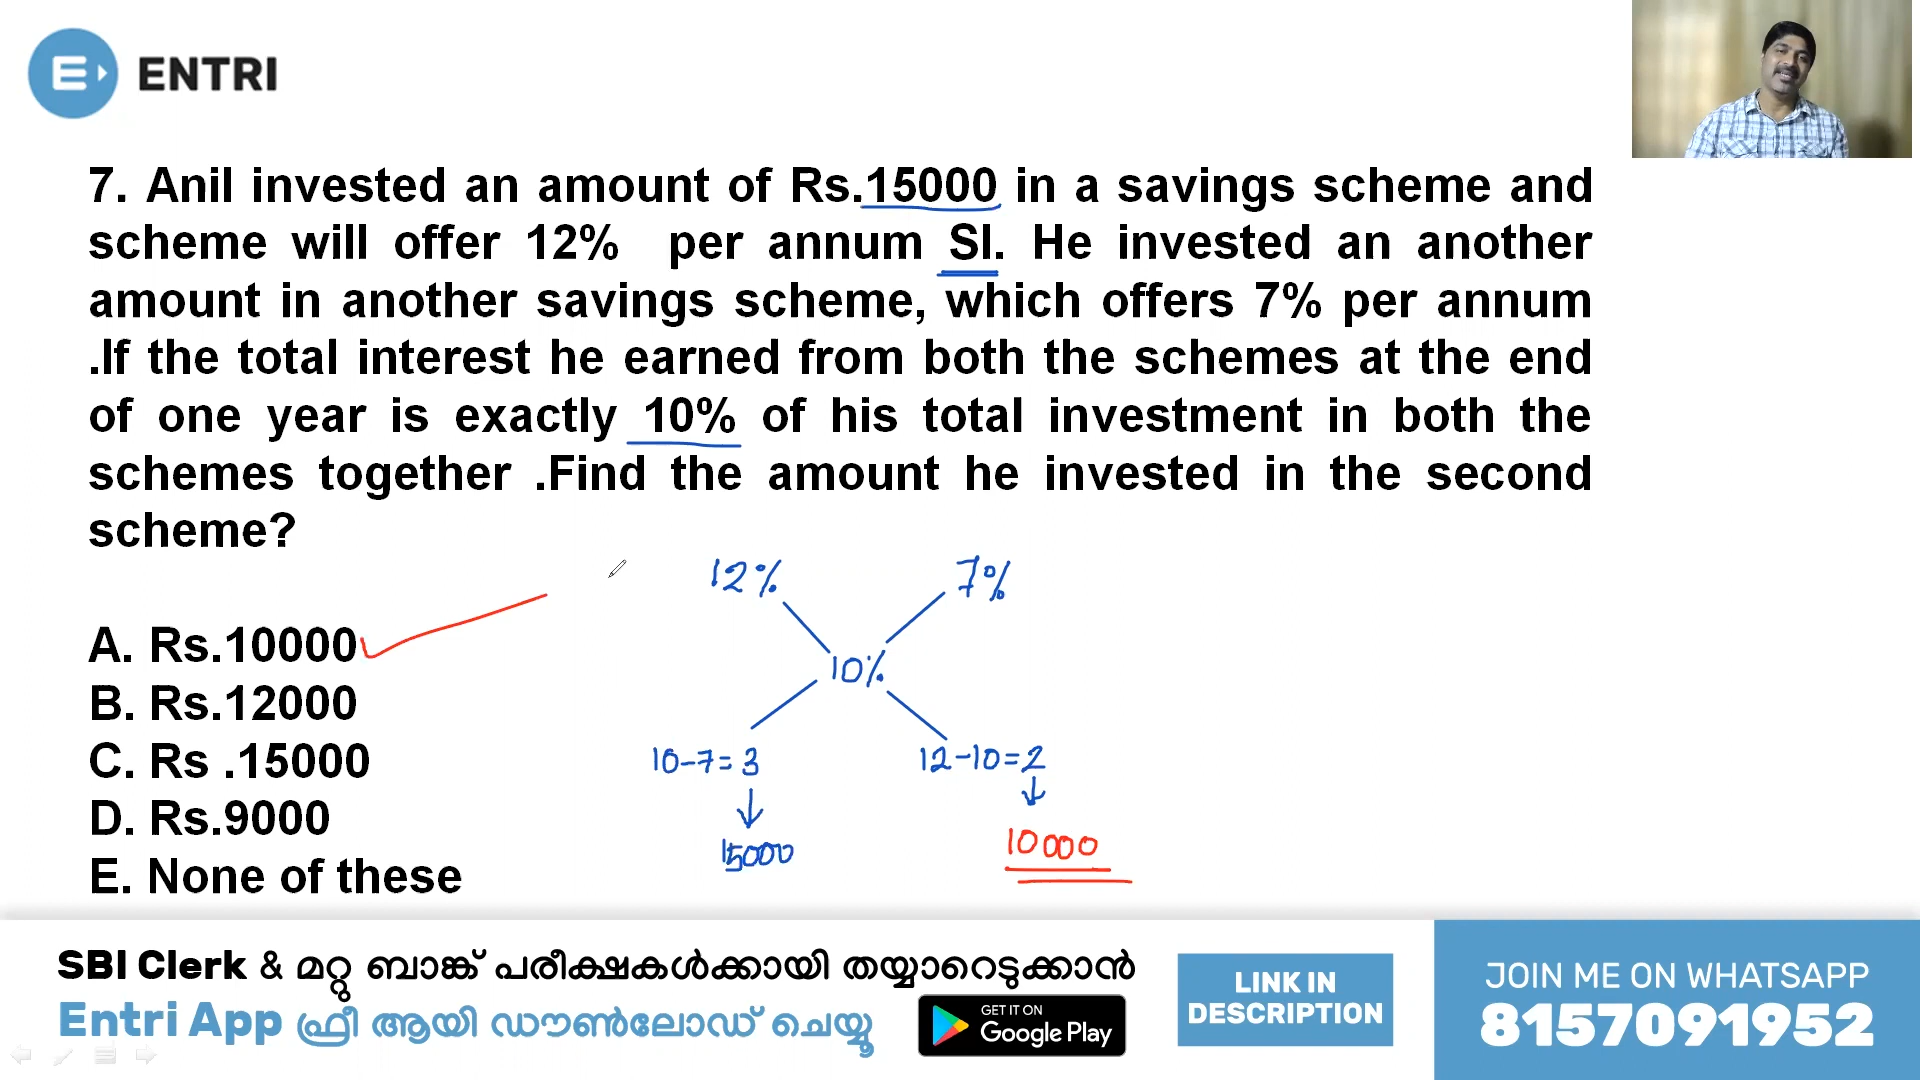 ENTRI
7. Anil invested an amount of Rs.15000 in a savings scheme and
scheme will offer 12% per annum SI. He invested an another
amount in another savings scheme, which offers 7% per annum
.If the total interest he earned from both the schemes at the end
of one year is exactly 10% of his total investment in both the
schemes together .Find the amount he invested in the second
scheme?
12% 7%
A. Rs.10000
10%
B. Rs.12000
C. Rs .15000
10-7=3 12-10=2
D. Rs.9000
15000 10000
E. None of these
SBI Clerk & മറ്റു ബാങ്ക് പരീക്ഷകൾക്കായി തയ്യാറെടുക്കാൻ
Entri App ഫ്രീ ആയി ഡൗൺലോഡ് ചെയ്യൂ
GET IT ON
Google Play
LINK IN
DESCRIPTION
JOIN ME ON WHATSAPP
8157091952